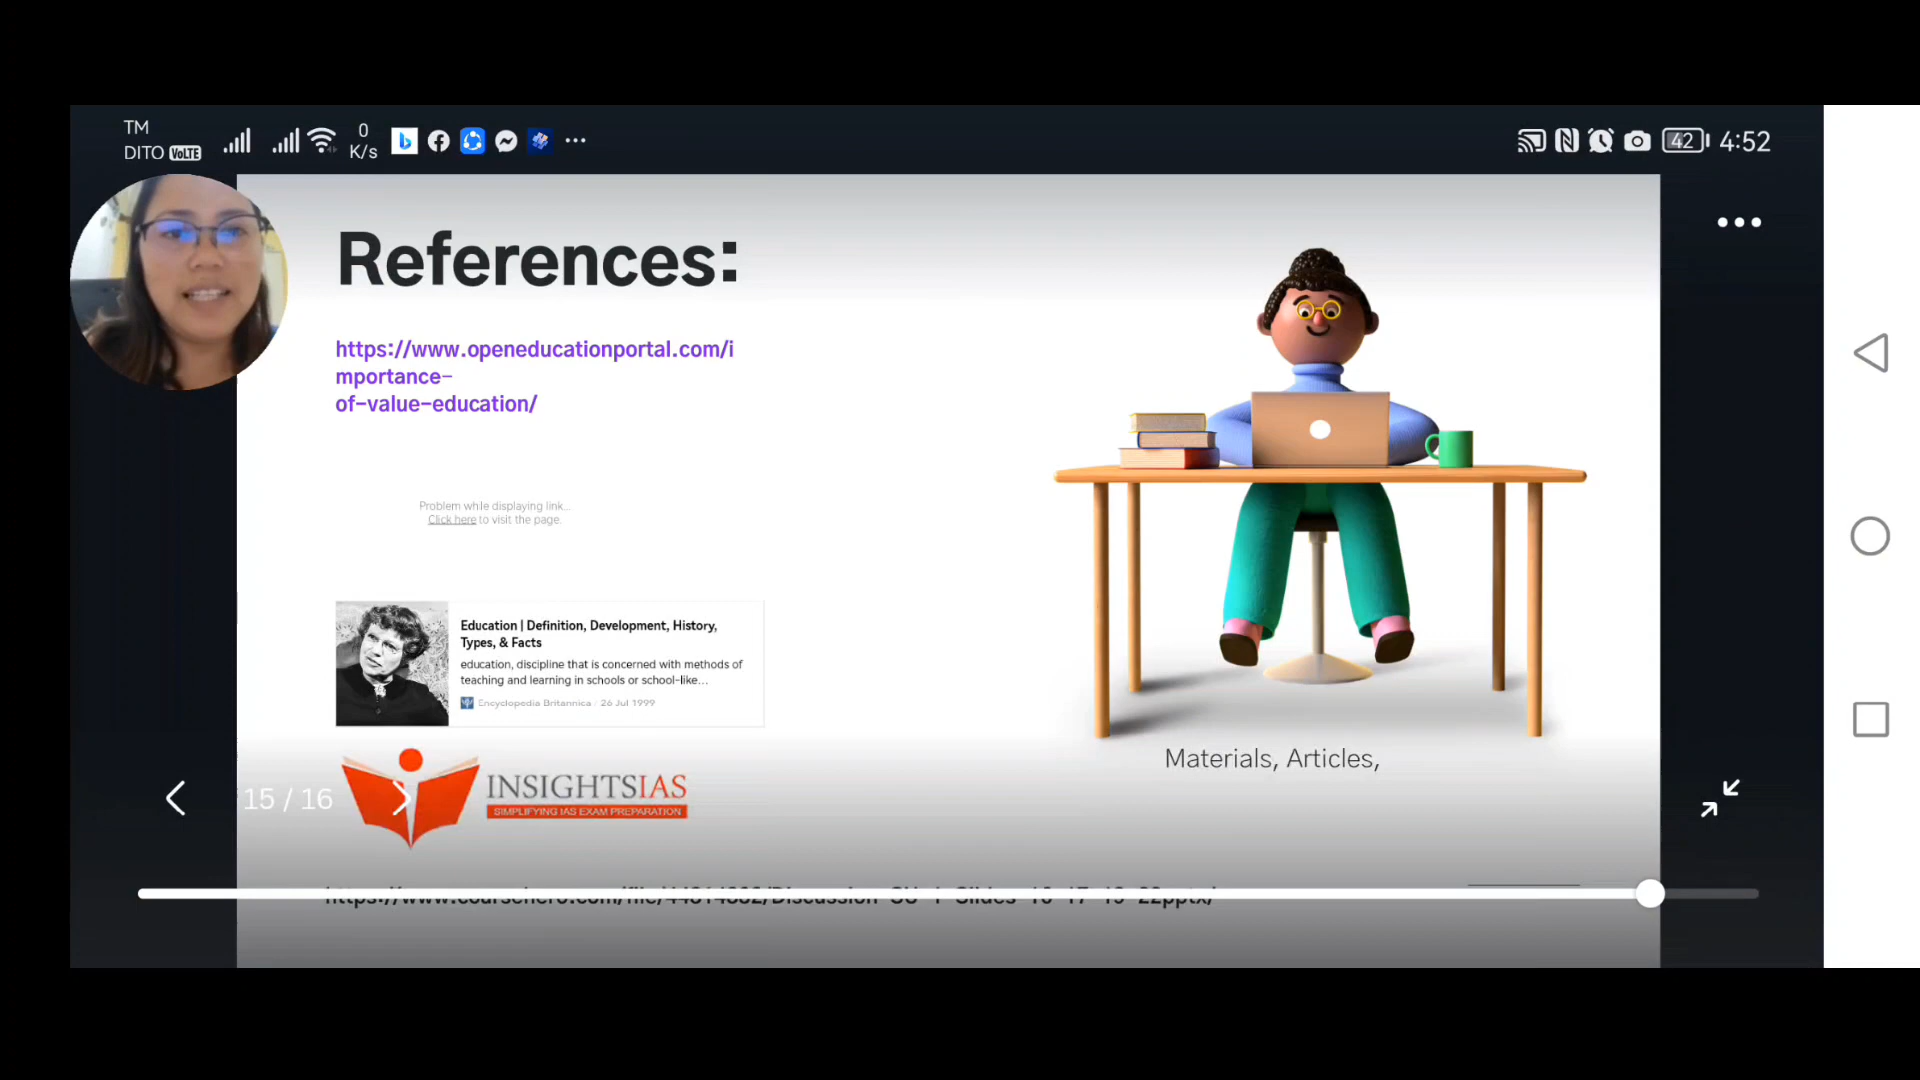 TM
DITO VoLTE
0
K/s
42 4:52
References:
https://www.openeducationportal.com/i
mportance-
of-value-education/
Problem while displaying link...
Click here to visit the page.
Education | Definition, Development, History,
Types, & Facts
education, discipline that is concerned with methods of
teaching and learning in schools or school-like...
Encyclopedia Britannica · 26 Jul 1999
Materials, Articles,
15 / 16
INSIGHTSIAS
SIMPLIFYING IAS EXAM PREPARATION